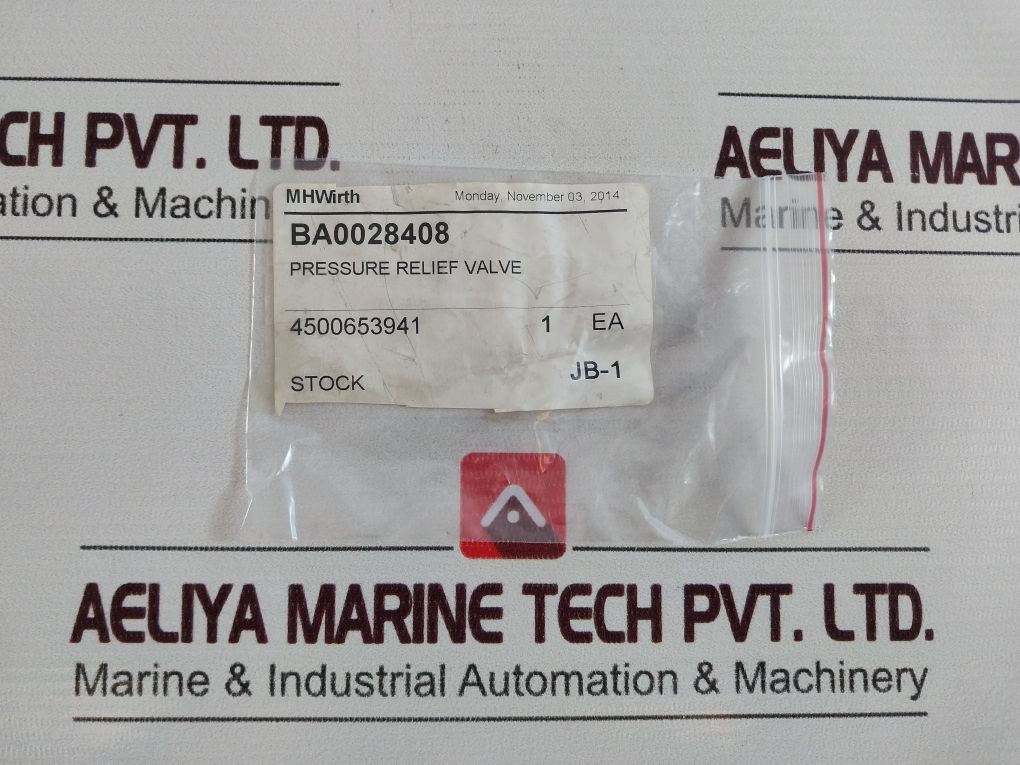 CH PVT. LTD.
ation & Machin
AELIYA MAR
Marine & Industri
MHWirth Monday, November 03, 2014
BA0028408
PRESSURE RELIEF VALVE
4500653941 1 EA
STOCK JB-1
AELIYA MARINE TECH PVT. LTD.
Marine & Industrial Automation & Machinery